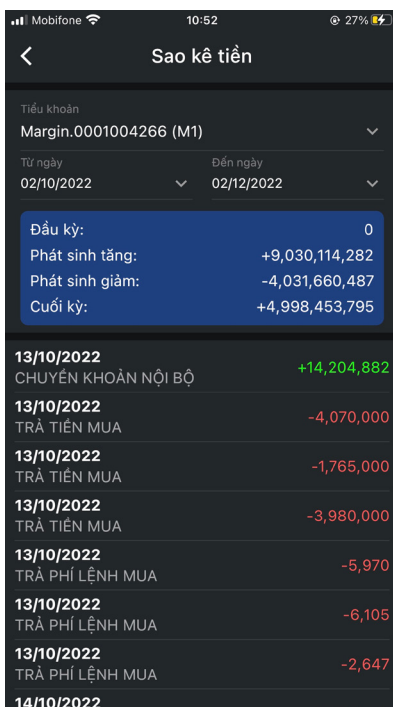 Mobifone 10:52 27%
Sao kê tiền
Tiểu khoản
Margin.0001004266 (M1)
Từ ngày Đến ngày
02/10/2022 02/12/2022
Đầu kỳ: 0
Phát sinh tăng: +9,030,114,282
Phát sinh giảm: -4,031,660,487
Cuối kỳ: +4,998,453,795
13/10/2022
CHUYỂN KHOẢN NỘI BỘ +14,204,882
13/10/2022
TRẢ TIỀN MUA -4,070,000
13/10/2022
TRẢ TIỀN MUA -1,765,000
13/10/2022
TRẢ TIỀN MUA -3,980,000
13/10/2022
TRẢ PHÍ LỆNH MUA -5,970
13/10/2022
TRẢ PHÍ LỆNH MUA -6,105
13/10/2022
TRẢ PHÍ LỆNH MUA -2,647
14/10/2022